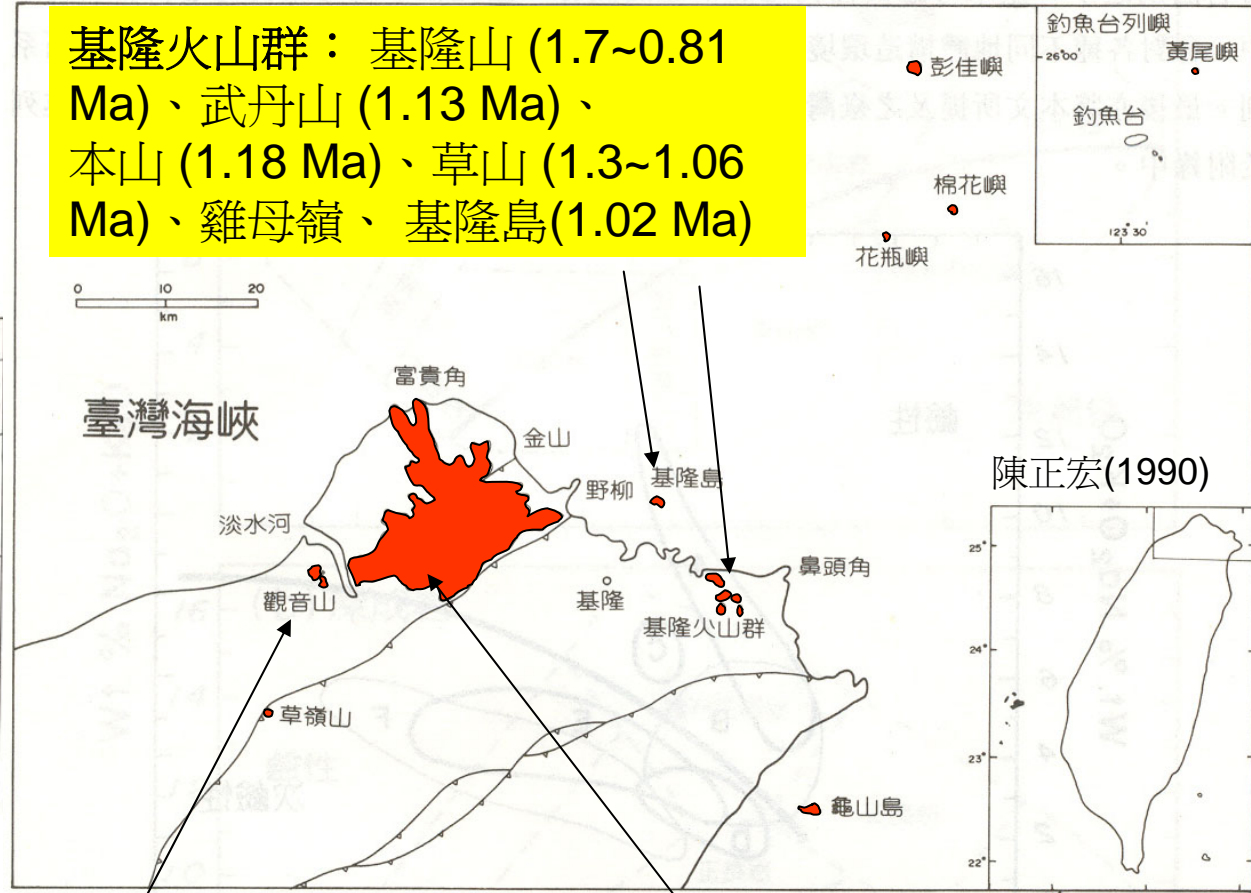 基隆火山群： 基隆山 (1.7~0.81
Ma)、武丹山 (1.13 Ma)、
本山 (1.18 Ma)、草山 (1.3~1.06
Ma)、雞母嶺、 基隆島(1.02 Ma)
釣魚台列嶼
26°00'
黃尾嶼
釣魚台
123°30'
彭佳嶼
棉花嶼
花瓶嶼
0 10 20
km
富貴角
臺灣海峽
金山
野柳
基隆島
淡水河
觀音山
基隆
鼻頭角
基隆火山群
草嶺山
龜山島
陳正宏(1990)
25°
24°
23°
22°